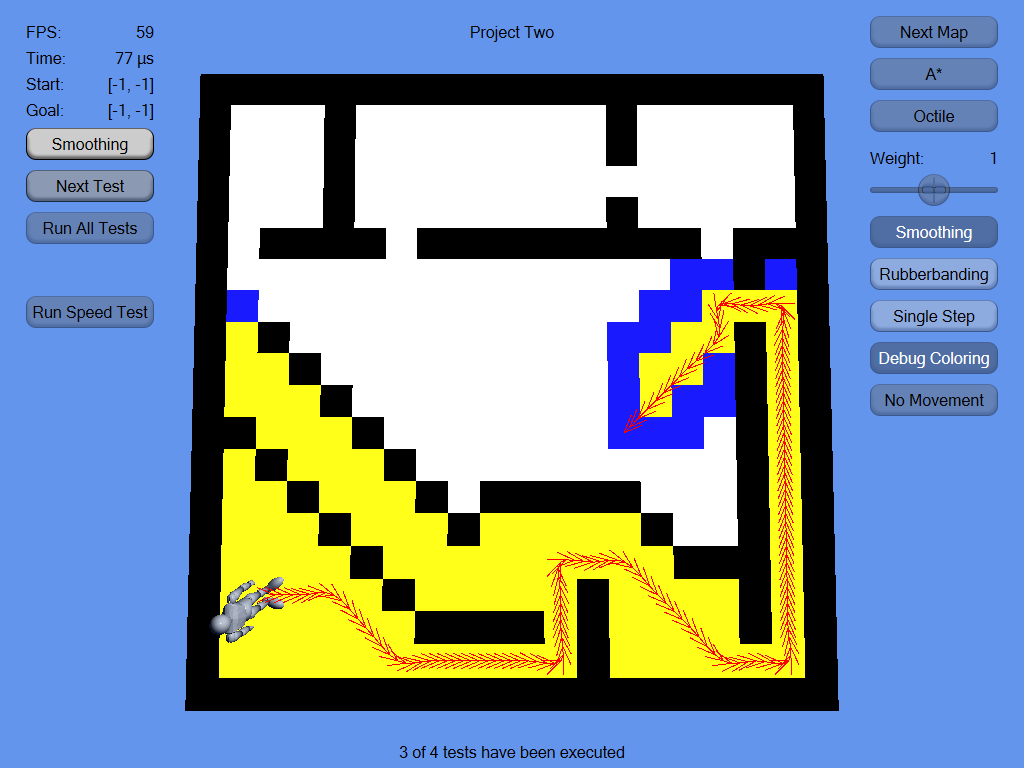 FPS: 59
Time: 77 µs
Start: [-1, -1]
Goal: [-1, -1]
Smoothing
Next Test
Run All Tests
Run Speed Test
Project Two
Next Map
A*
Octile
Weight: 1
Smoothing
Rubberbanding
Single Step
Debug Coloring
No Movement
3 of 4 tests have been executed